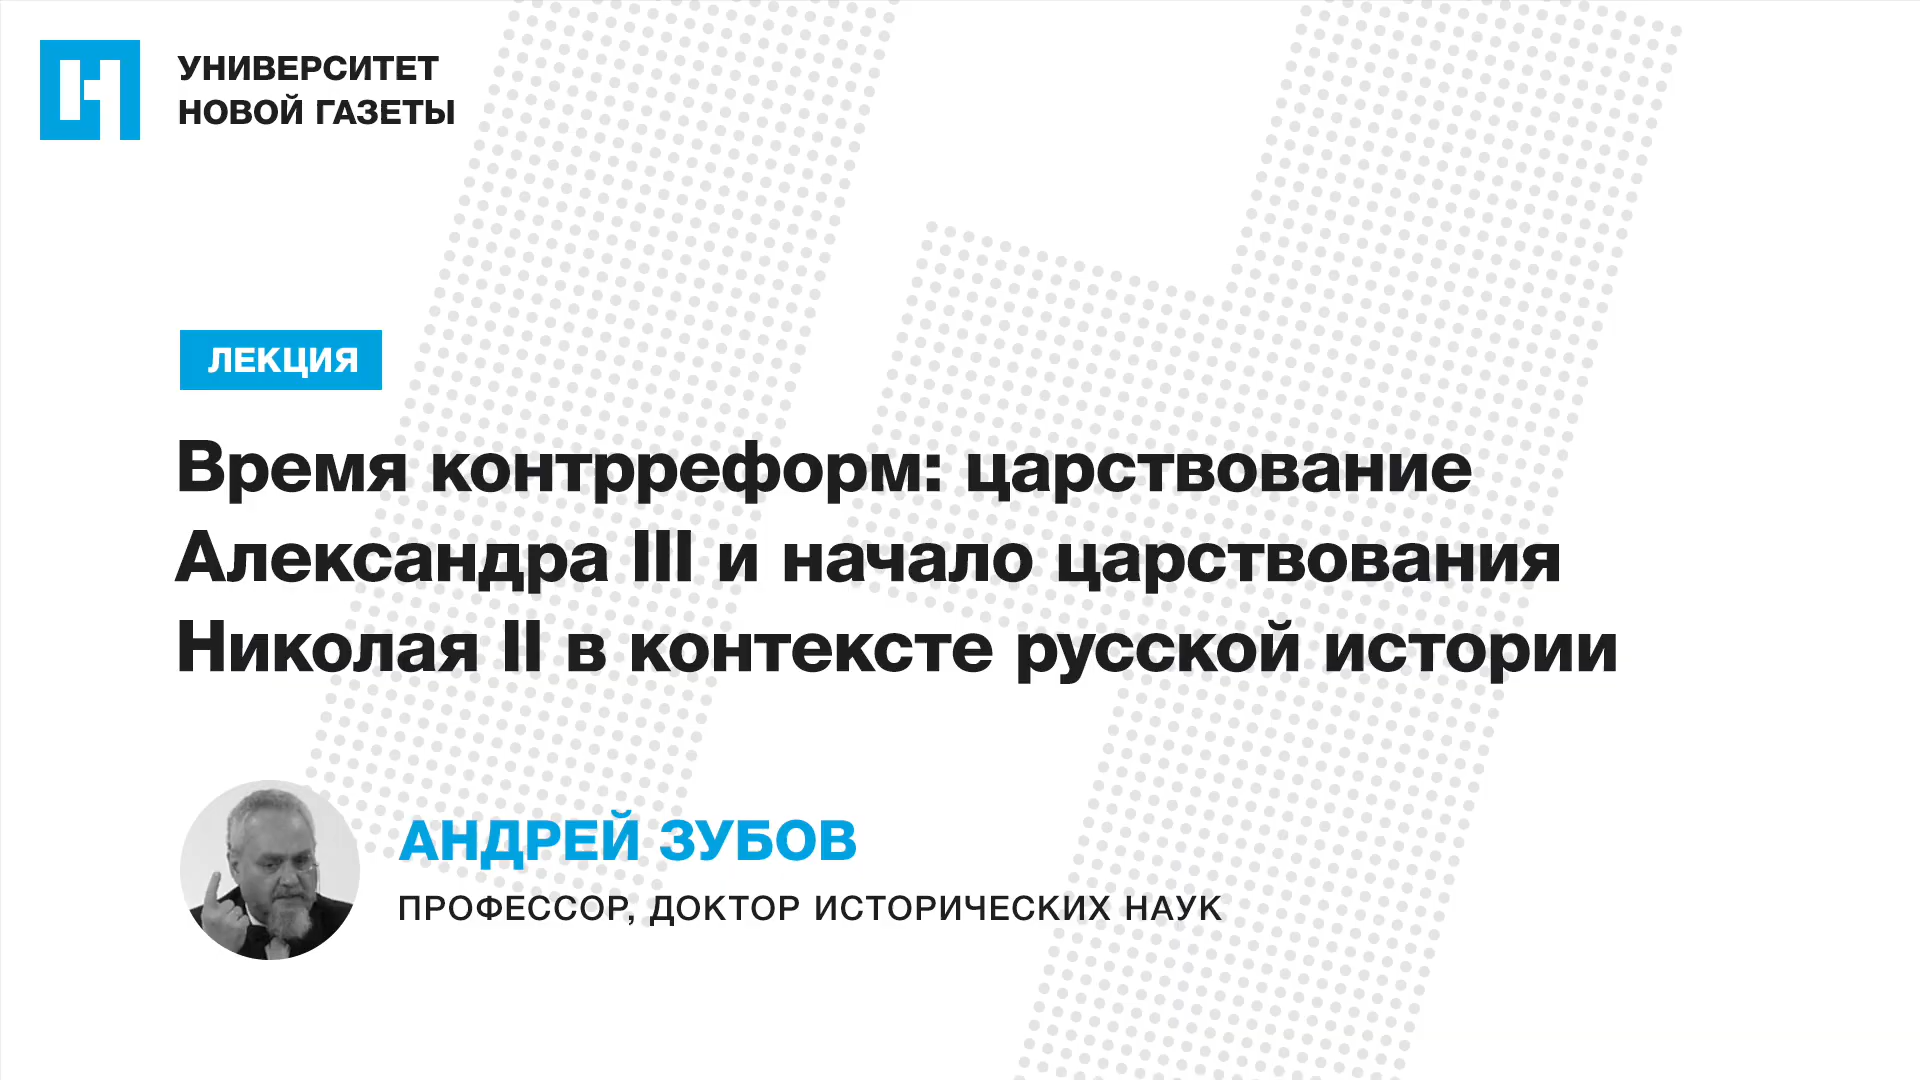 УНИВЕРСИТЕТ
НОВОЙ ГАЗЕТЫ
ЛЕКЦИЯ
Время контрреформ: царствование
Александра III и начало царствования
Николая II в контексте русской истории
АНДРЕЙ ЗУБОВ
ПРОФЕССОР, ДОКТОР ИСТОРИЧЕСКИХ НАУК